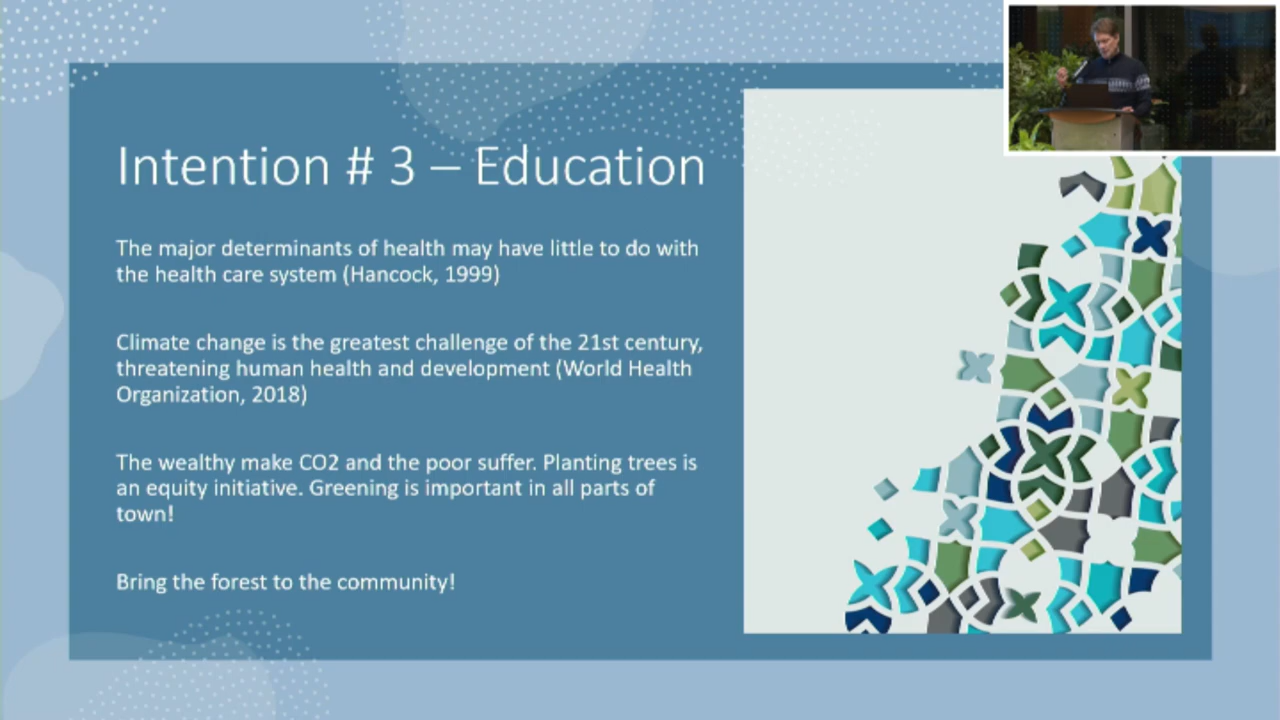 Intention # 3 – Education
The major determinants of health may have little to do with
the health care system (Hancock, 1999)
Climate change is the greatest challenge of the 21st century,
threatening human health and development (World Health
Organization, 2018)
The wealthy make CO2 and the poor suffer. Planting trees is
an equity initiative. Greening is important in all parts of
town!
Bring the forest to the community!